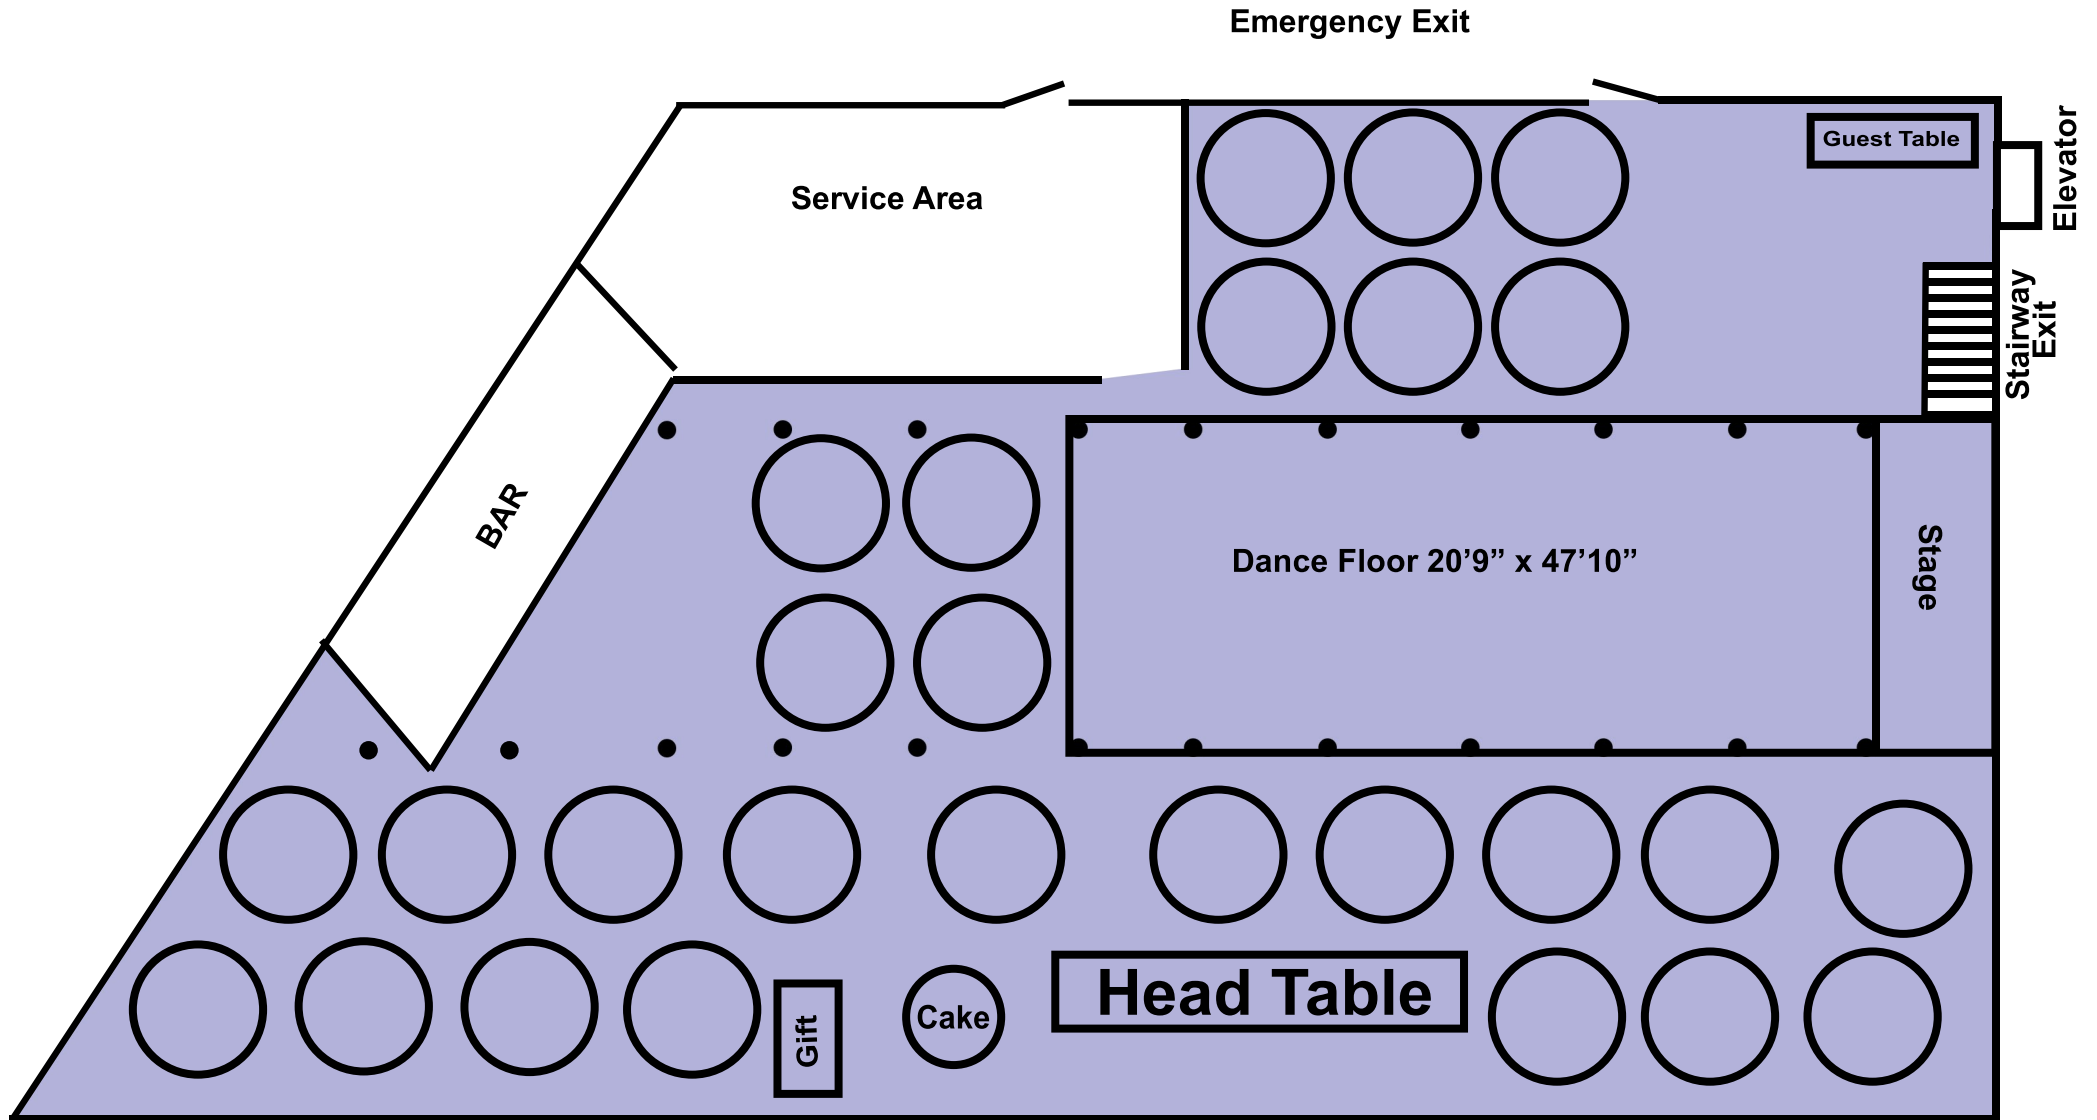 Emergency Exit
Guest Table
Elevator
Service Area
Stairway
Exit
BAR
Dance Floor 20’9” x 47’10”
Stage
Head Table
Cake
Gift